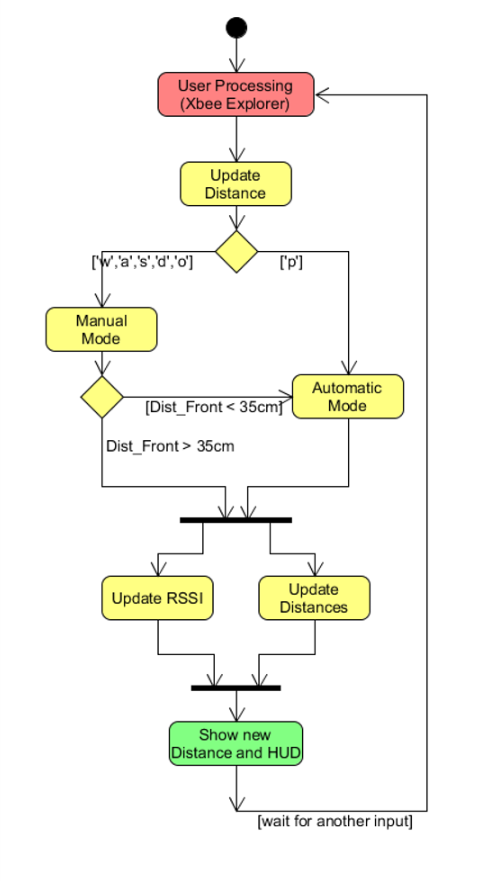 User Processing
(Xbee Explorer)
Update
Distance
['w','a','s','d','o']
['p']
Manual
Mode
Automatic
Mode
[Dist_Front < 35cm]
Dist_Front > 35cm
Update RSSI
Update
Distances
Show new
Distance and HUD
[wait for another input]